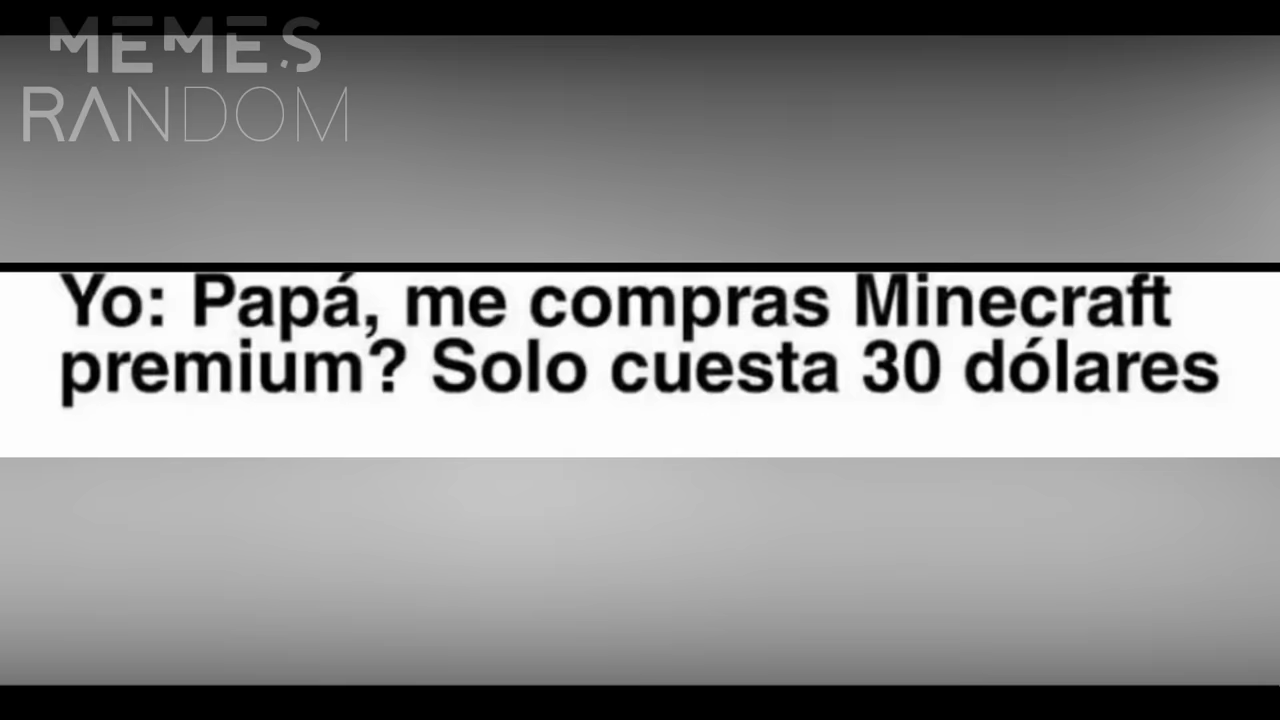 MEMES
RANDOM
Yo: Papá, me compras Minecraft
premium? Solo cuesta 30 dólares